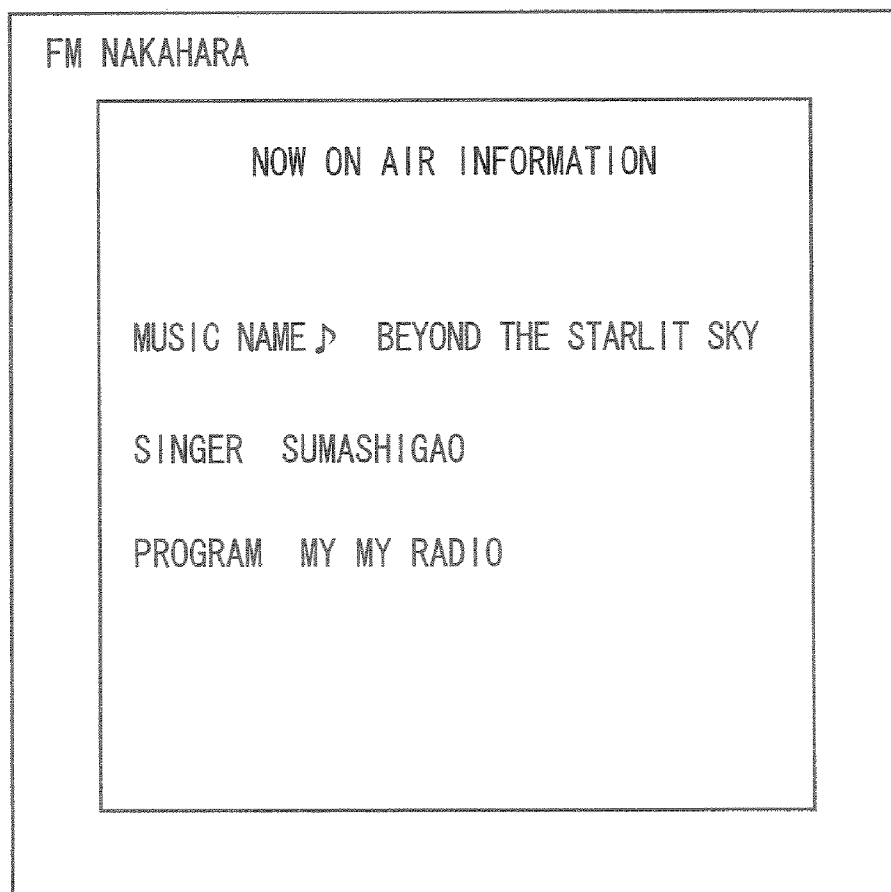 FM NAKAHARA
NOW ON AIR INFORMATION
MUSIC NAME♪ BEYOND THE STARLIT SKY
SINGER SUMASHIGAO
PROGRAM MY MY RADIO